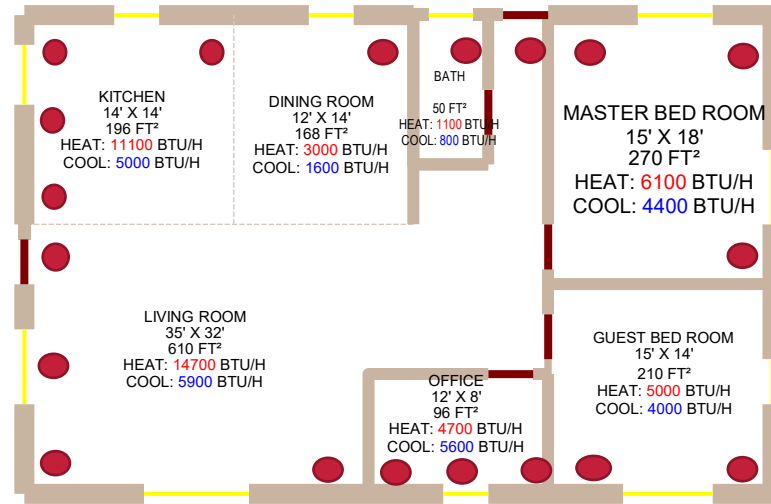 KITCHEN
14' X 14'
196 FT²
HEAT: 11100 BTU/H
COOL: 5000 BTU/H
DINING ROOM
12' X 14'
168 FT²
HEAT: 3000 BTU/H
COOL: 1600 BTU/H
BATH
50 FT²
HEAT: 1100 BTU/H
COOL: 800 BTU/H
MASTER BED ROOM
15' X 18'
270 FT²
HEAT: 6100 BTU/H
COOL: 4400 BTU/H
LIVING ROOM
35' X 32'
610 FT²
HEAT: 14700 BTU/H
COOL: 5900 BTU/H
OFFICE
12' X 8'
96 FT²
HEAT: 4700 BTU/H
COOL: 5600 BTU/H
GUEST BED ROOM
15' X 14'
210 FT²
HEAT: 5000 BTU/H
COOL: 4000 BTU/H